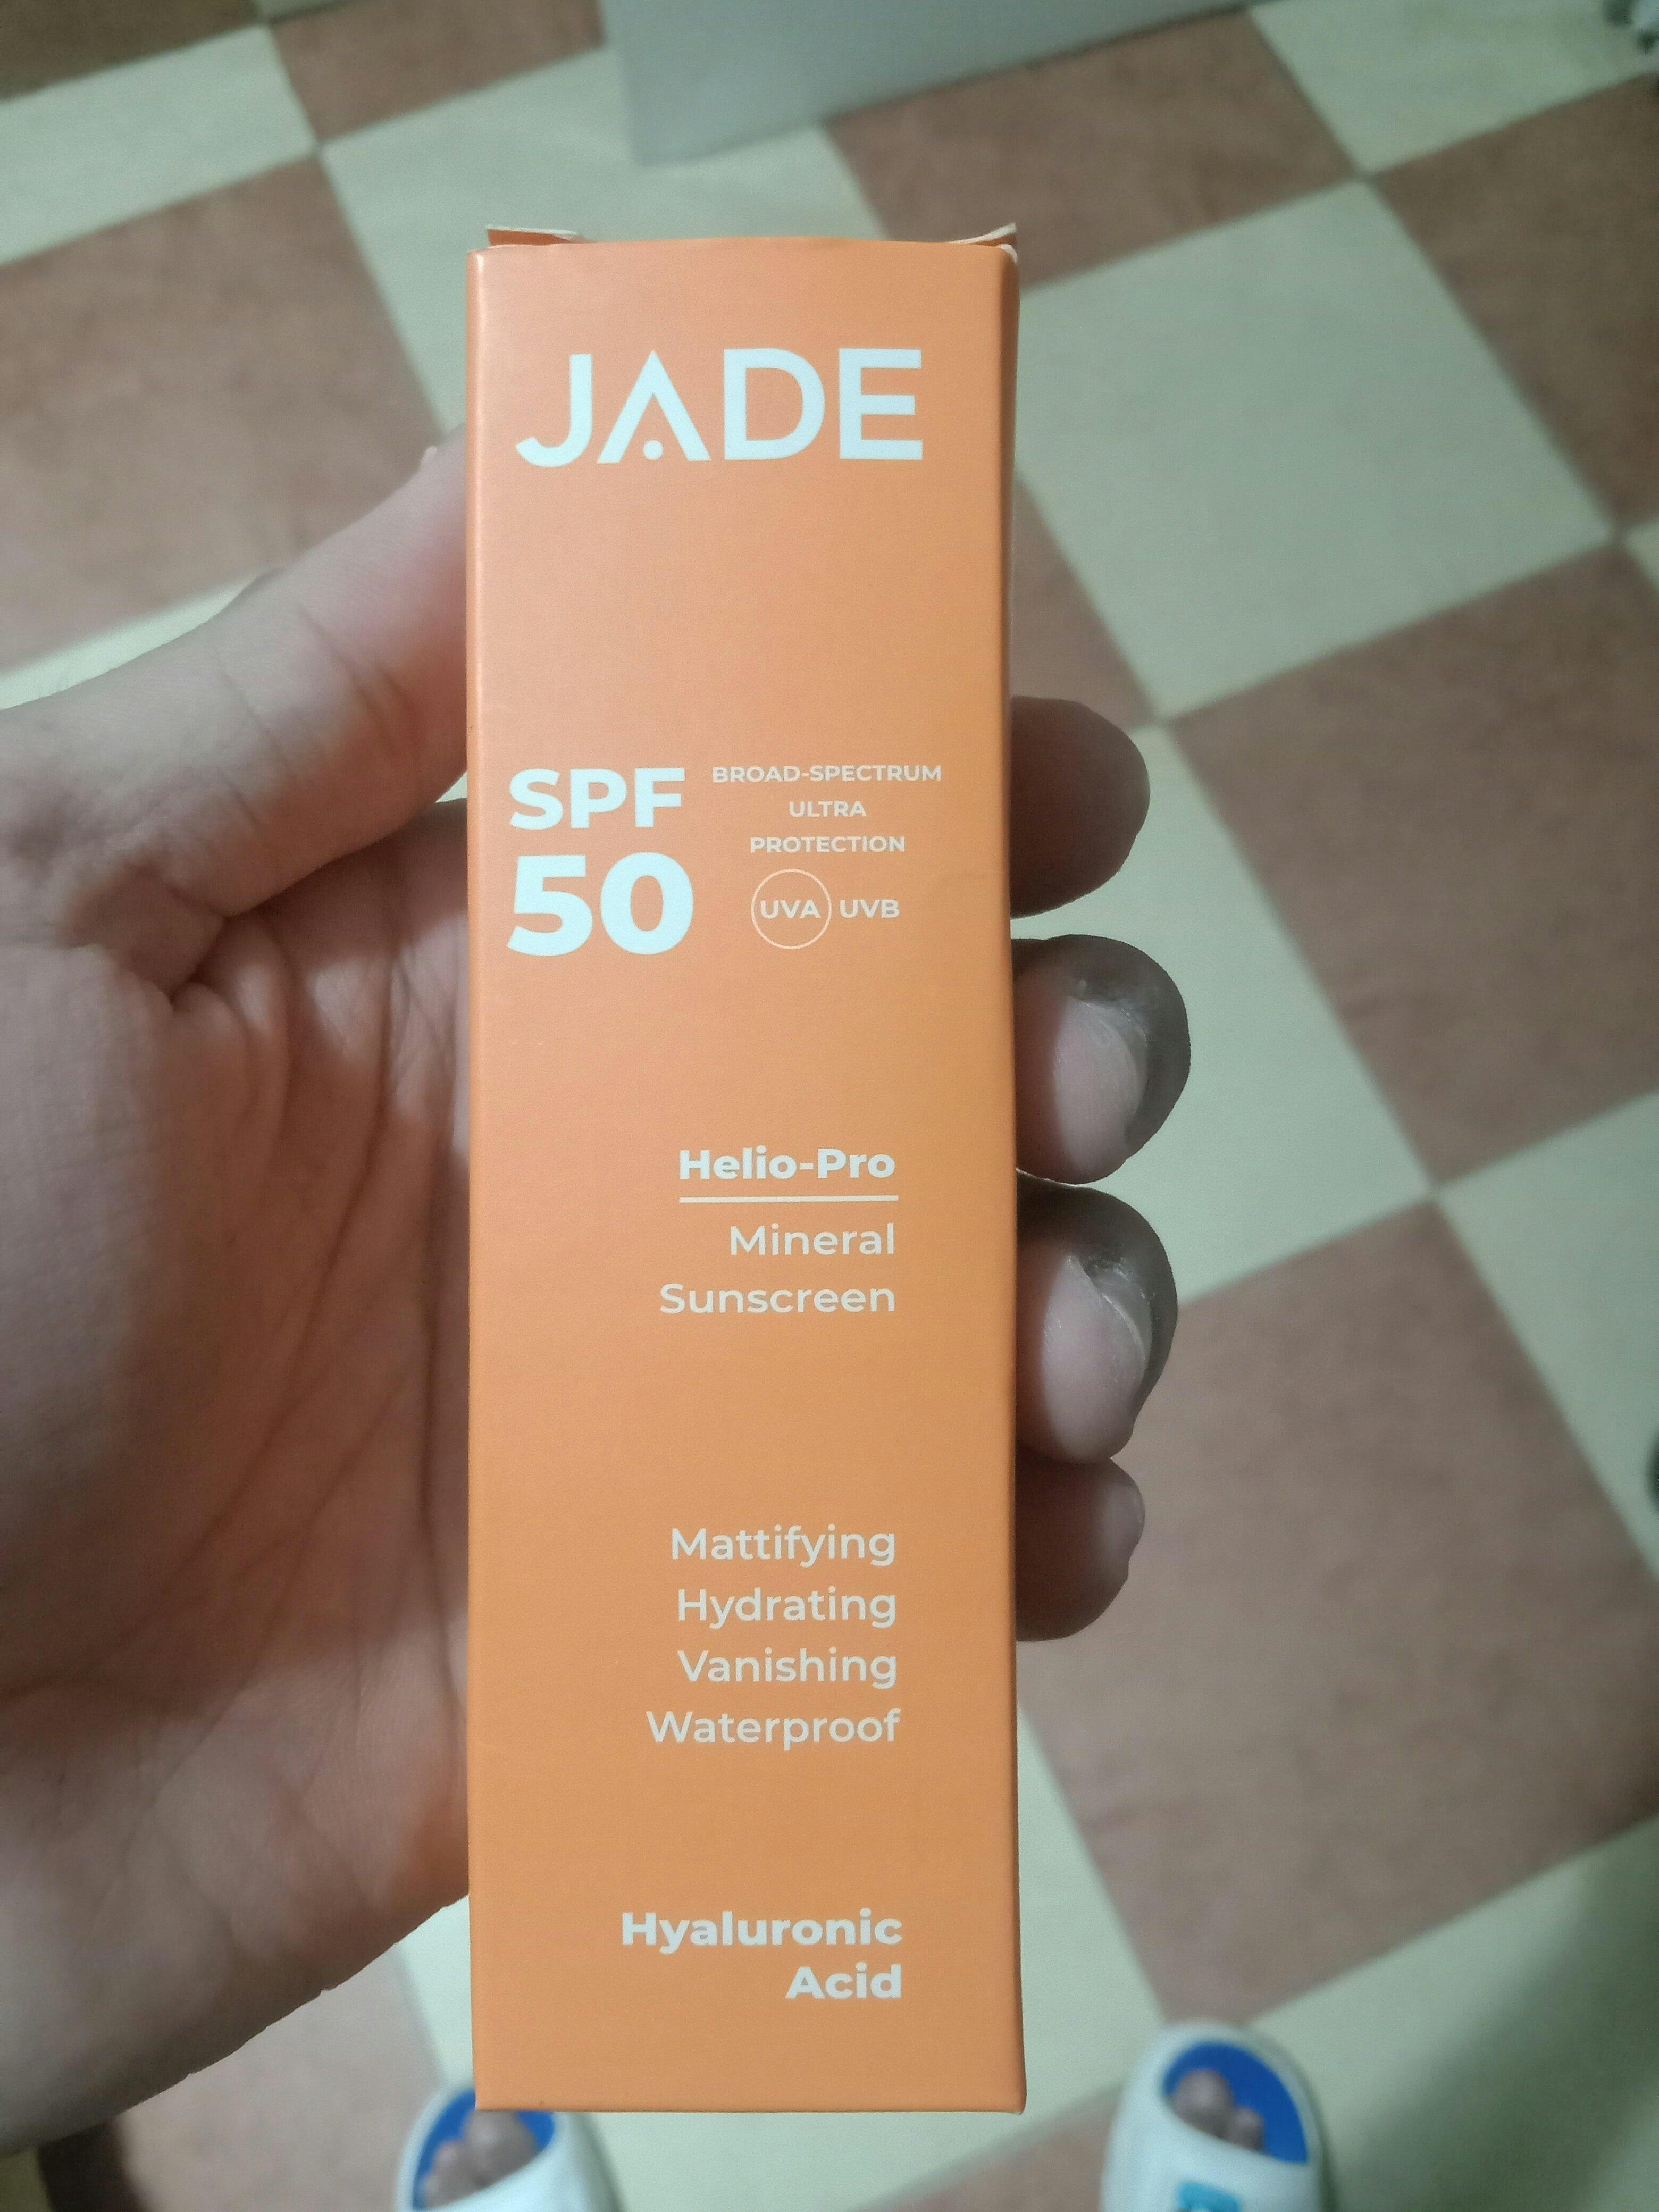 JADE
SPF
50
BROAD-SPECTRUM
ULTRA
PROTECTION
UVA UVB
Helio-Pro
Mineral
Sunscreen
Mattifying
Hydrating
Vanishing
Waterproof
Hyaluronic
Acid